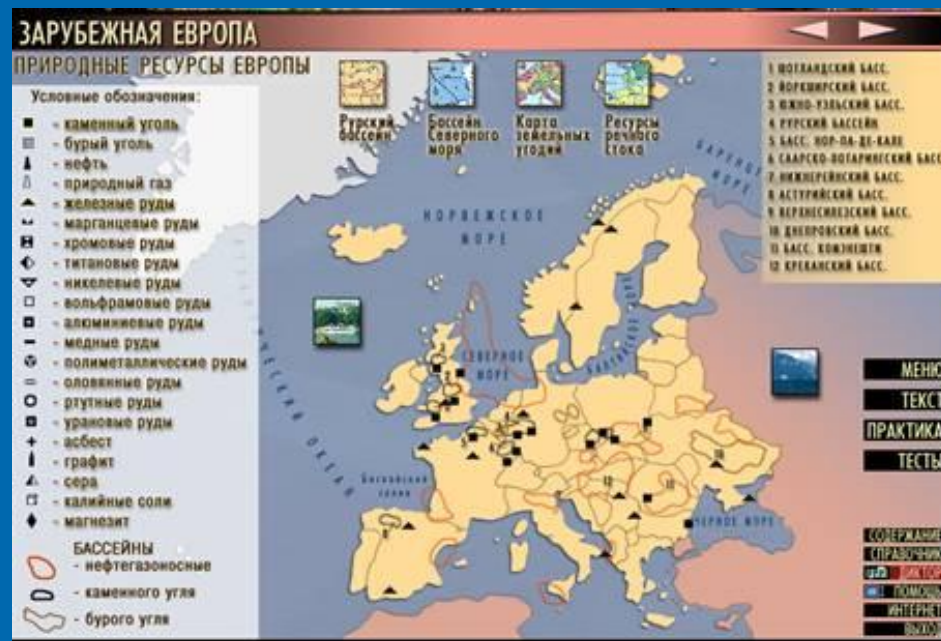 ЗАРУБЕЖНАЯ ЕВРОПА
ПРИРОДНЫЕ РЕСУРСЫ ЕВРОПЫ
Условные обозначения:
- каменный уголь
- бурый уголь
- нефть
- природный газ
- железные руды
- марганцевые руды
- хромовые руды
- титановые руды
- никелевые руды
- вольфрамовые руды
- алюминиевые руды
- медные руды
- полиметаллические руды
- оловянные руды
- ртутные руды
- урановые руды
- асбест
- графит
- сера
- калийные соли
- магнезит
БАССЕЙНЫ
- нефтегазоносные
- каменного угля
- бурого угля
Рурский бассейн
Бассейн Северного моря
Карта земельных угодий
Ресурсы речного стока
1 ШОТЛАНДСКИЙ БАСС.
2 ЙОРКШИРСКИЙ БАСС.
3 ЮЖНО-УЭЛЬСКИЙ БАСС.
4 РУРСКИЙ БАССЕЙН
5 БАСС. НОР-ПА-ДЕ-КАЛЕ
6 СААРСКО-ЛОТАРИНГСКИЙ БАСС
7 НИЖНЕРЕЙНСКИЙ БАСС.
8 АСТУРИЙСКИЙ БАСС.
9 ВЕРХНЕСИЛЕЗСКИЙ БАСС.
10 ДНЕПРОВСКИЙ БАСС.
11 БАСС. КОМЭНЕШТИ
12 КРЕКАНСКИЙ БАСС.
НОРВЕЖСКОЕ МОРЕ
СЕВЕРНОЕ МОРЕ
БАЛТИЙСКОЕ МОРЕ
ОКЕАН
Бискайский залив
ЧЕРНОЕ МОРЕ
МЕНЮ
ТЕКСТ
ПРАКТИКА
ТЕСТЫ
СОДЕРЖАНИЕ
СПРАВОЧНИК
ДИКТОР
ПОМОЩЬ
ИНТЕРНЕТ
ВЫХОД